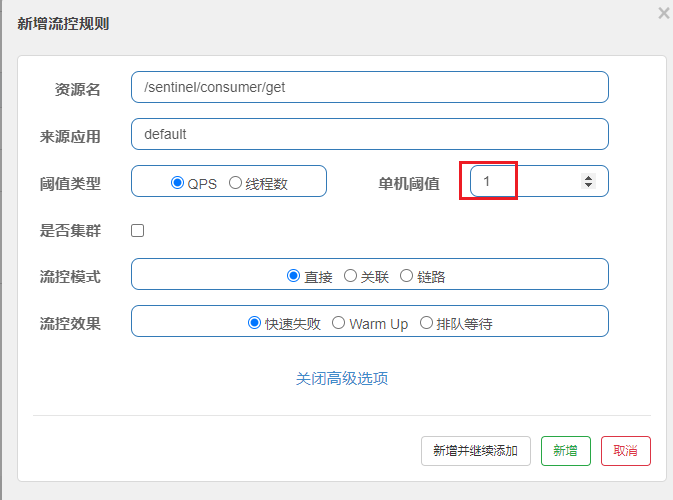 新增流控规则
资源名 /sentinel/consumer/get
来源应用 default
阈值类型 QPS 线程数 单机阈值 1
是否集群
流控模式 直接 关联 链路
流控效果 快速失败 Warm Up 排队等待
关闭高级选项
新增并继续添加 新增 取消